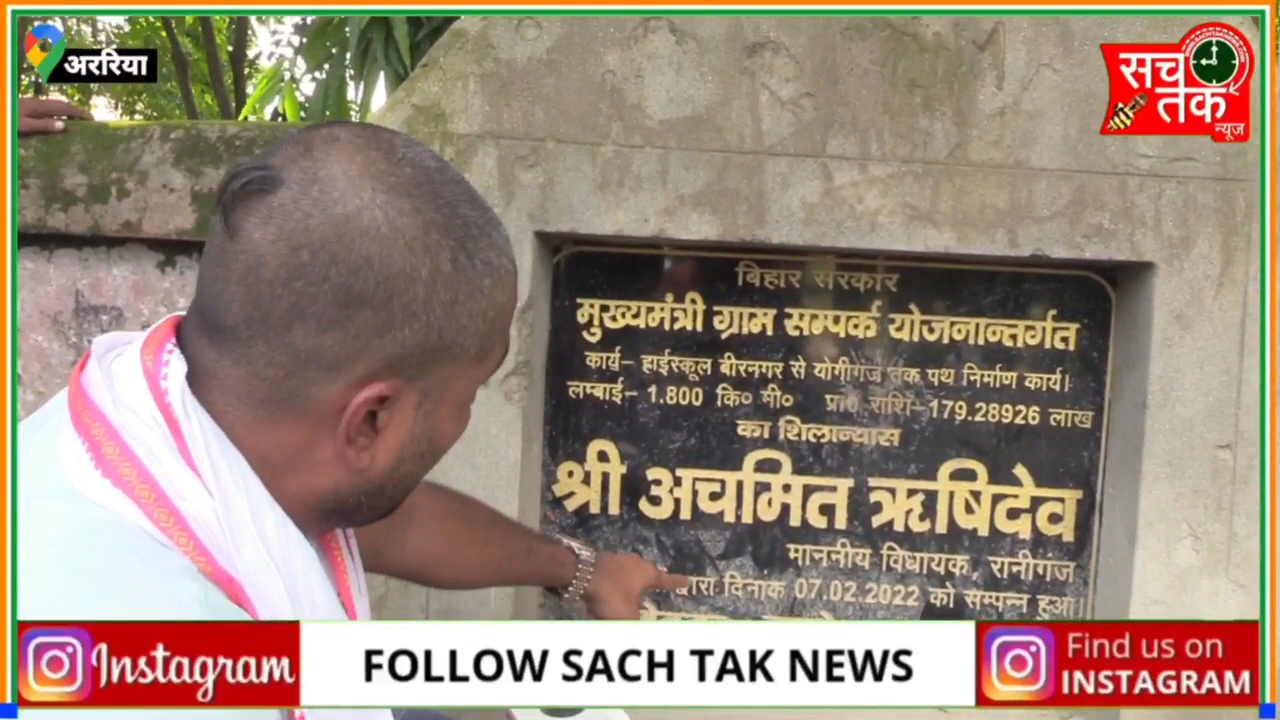 अररिया
सच
तक
न्यूज
बिहार सरकार
मुख्यमंत्री ग्राम सम्पर्क योजनान्तर्गत
कार्य– हाईस्कूल बीरनगर से योगीगंज तक पथ निर्माण कार्य।
लम्बाई– 1.800 कि० मी० प्रा० राशि–179.28926 लाख
का शिलान्यास
श्री अचमित ऋषिदेव
माननीय विधायक, रानीगंज
द्वारा दिनांक 07.02.2022 को सम्पन्न हुआ।
Instagram
FOLLOW SACH TAK NEWS
Find us on
INSTAGRAM